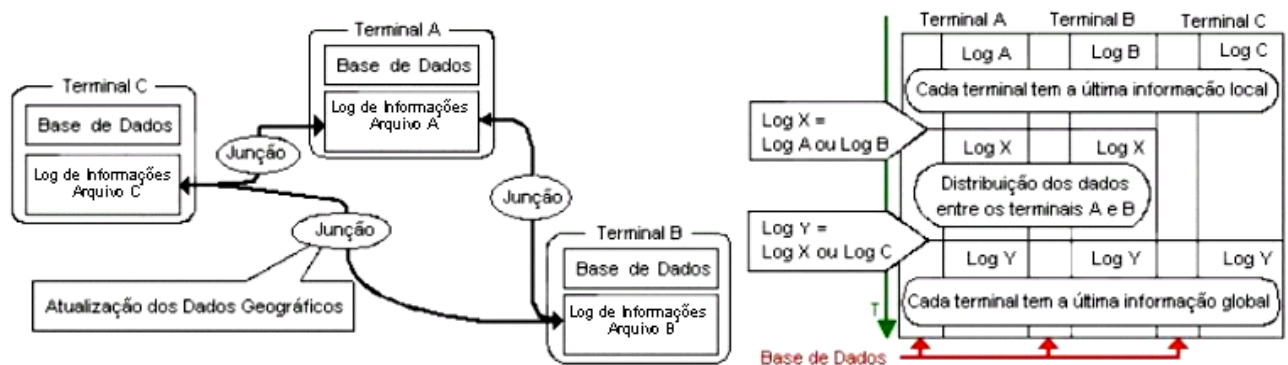 Terminal A
Base de Dados
Log de Informações
Arquivo A
Terminal C
Base de Dados
Log de Informações
Arquivo C
Junção
Junção
Junção
Terminal B
Base de Dados
Log de Informações
Arquivo B
Atualização dos Dados Geográficos
Terminal A
Terminal B
Terminal C
Log A
Log B
Log C
Cada terminal tem a última informação local
Log X =
Log A ou Log B
Log X
Log X
Distribuição dos dados
entre os terminais A e B
Log Y =
Log X ou Log C
Log Y
Log Y
Log Y
Cada terminal tem a última informação global
T
Base de Dados